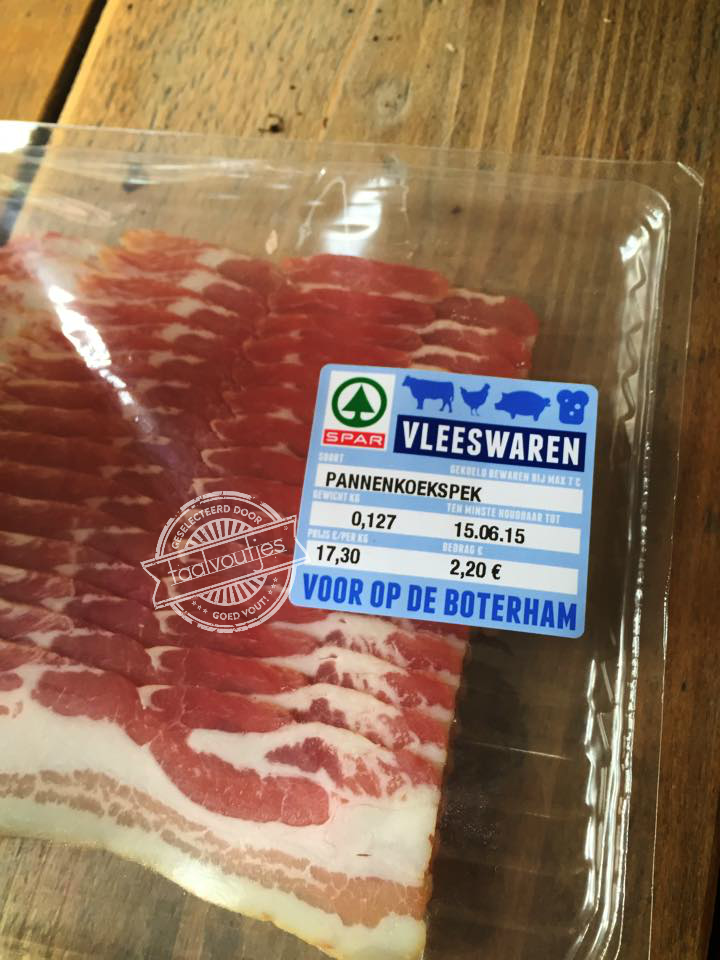 SPAR
VLEESWAREN
SOORT
GEKOELD BEWAREN BIJ MAX 7 C
PANNENKOEKSPEK
GEWICHT KG
TEN MINSTE HOUDBAAR TOT
0,127
15.06.15
PRIJS €/PER KG
BEDRAG €
17,30
2,20 €
VOOR OP DE BOTERHAM
GESELECTEERD DOOR
taalvoutjes
GOED VOUT!